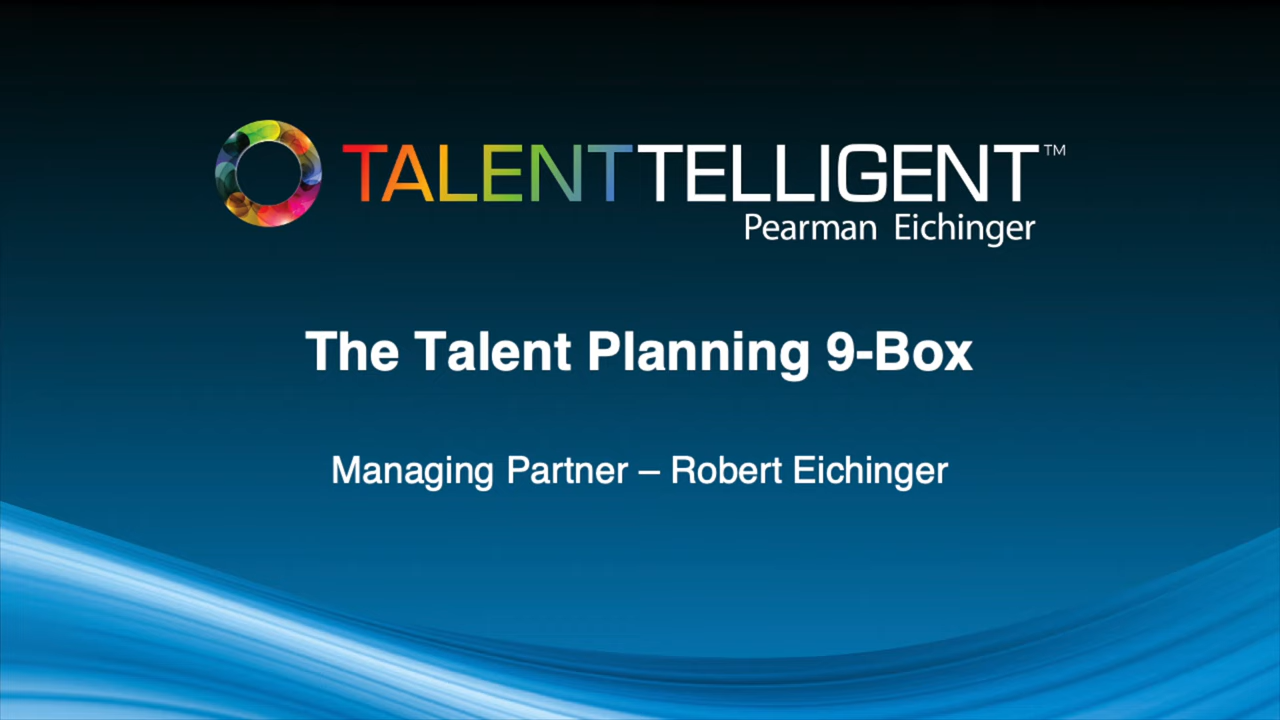 TALENTTELLIGENT™
Pearman Eichinger
The Talent Planning 9-Box
Managing Partner – Robert Eichinger